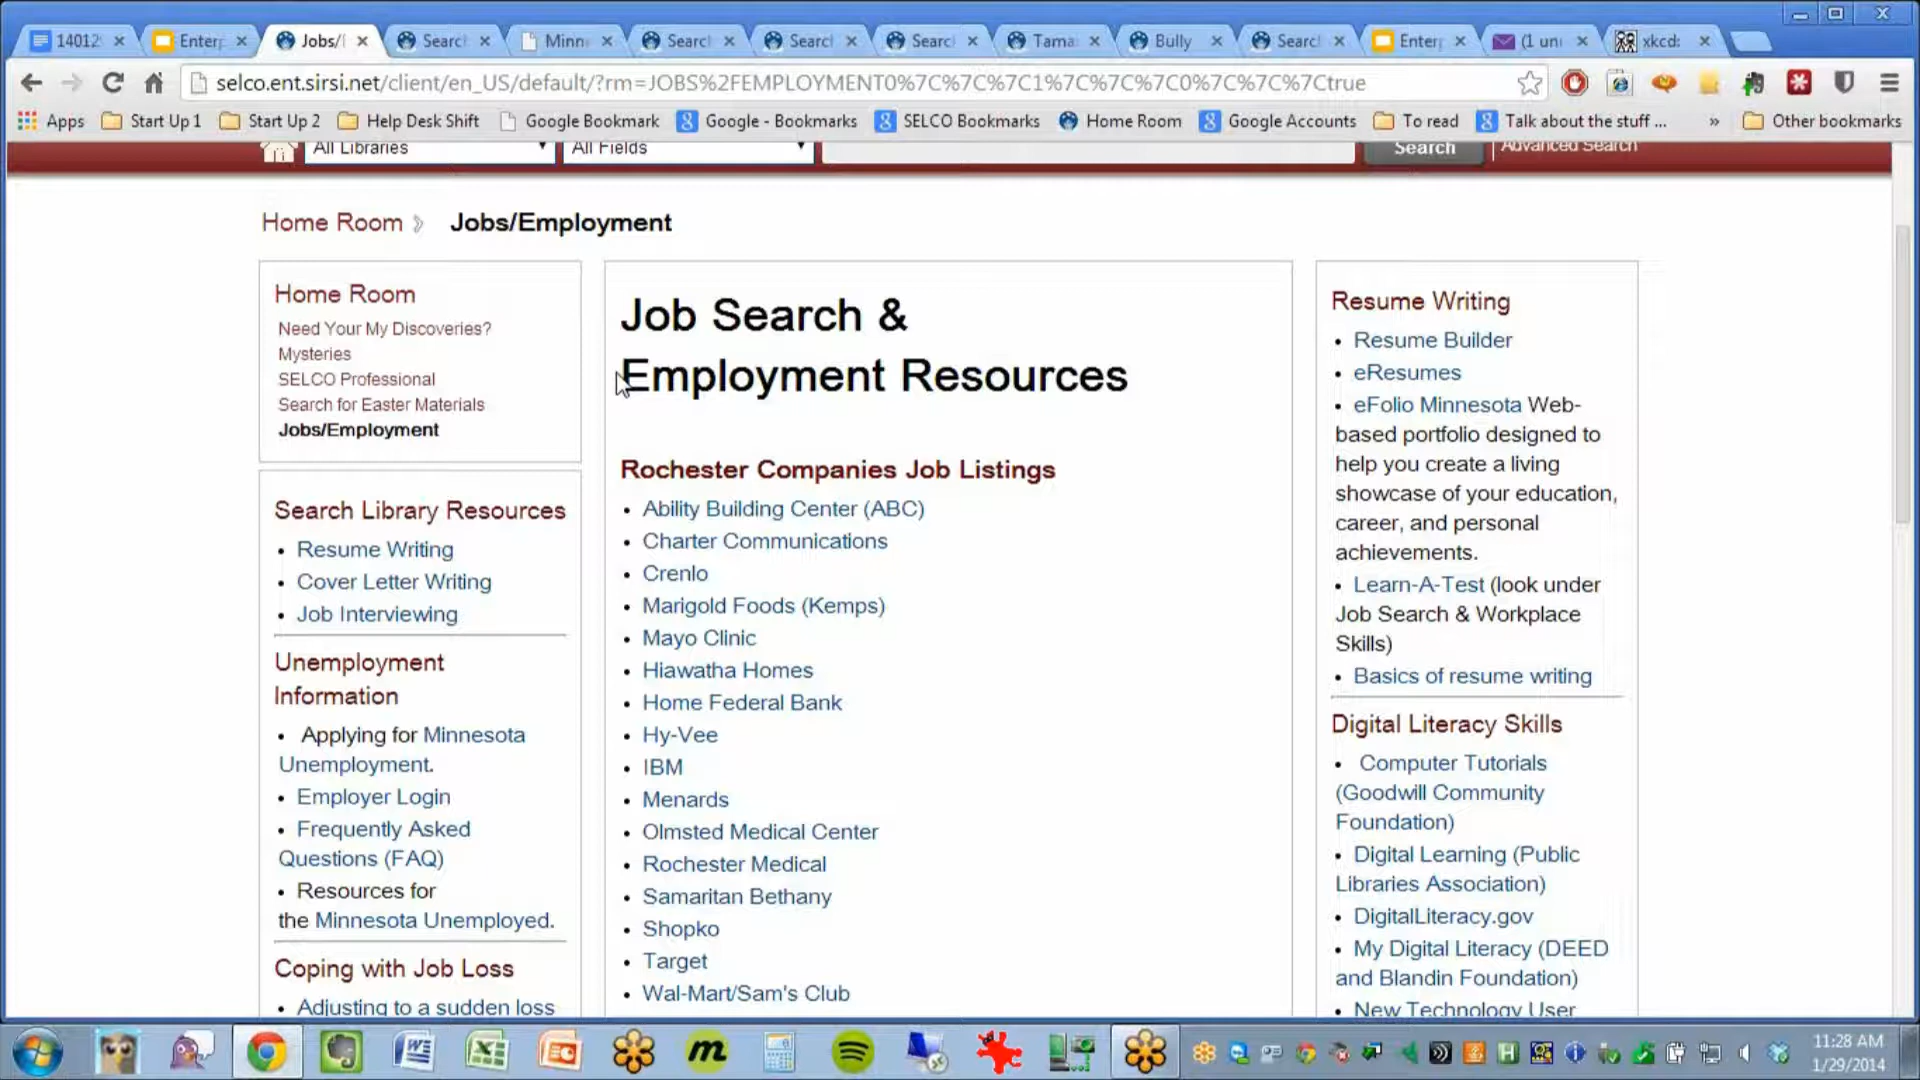 14012
Enter
Jobs/
Search
Minn
Search
Search
Search
Tama
Bully
Search
Enter
(1 un
xkcd:
selco.ent.sirsi.net/client/en_US/default/?rm=JOBS%2FEMPLOYMENT0%7C%7C%7C1%7C%7C%7C0%7C%7C%7Ctrue
Apps Start Up 1 Start Up 2 Help Desk Shift Google Bookmark Google - Bookmarks SELCO Bookmarks Home Room Google Accounts To read Talk about the stuff ... » Other bookmarks
All Libraries All Fields Search Advanced Search
Home Room Jobs/Employment
Home Room
Need Your My Discoveries?
Mysteries
SELCO Professional
Search for Easter Materials
Jobs/Employment
Search Library Resources
• Resume Writing
• Cover Letter Writing
• Job Interviewing
Unemployment
Information
• Applying for Minnesota
Unemployment.
• Employer Login
• Frequently Asked
Questions (FAQ)
• Resources for
the Minnesota Unemployed.
Coping with Job Loss
• Adjusting to a sudden loss
Job Search &
Employment Resources
Rochester Companies Job Listings
• Ability Building Center (ABC)
• Charter Communications
• Crenlo
• Marigold Foods (Kemps)
• Mayo Clinic
• Hiawatha Homes
• Home Federal Bank
• Hy-Vee
• IBM
• Menards
• Olmsted Medical Center
• Rochester Medical
• Samaritan Bethany
• Shopko
• Target
• Wal-Mart/Sam's Club
Resume Writing
• Resume Builder
• eResumes
• eFolio Minnesota Web-
based portfolio designed to
help you create a living
showcase of your education,
career, and personal
achievements.
• Learn-A-Test (look under
Job Search & Workplace
Skills)
• Basics of resume writing
Digital Literacy Skills
• Computer Tutorials
(Goodwill Community
Foundation)
• Digital Learning (Public
Libraries Association)
• DigitalLiteracy.gov
• My Digital Literacy (DEED
and Blandin Foundation)
• New Technology User
11:28 AM
1/29/2014